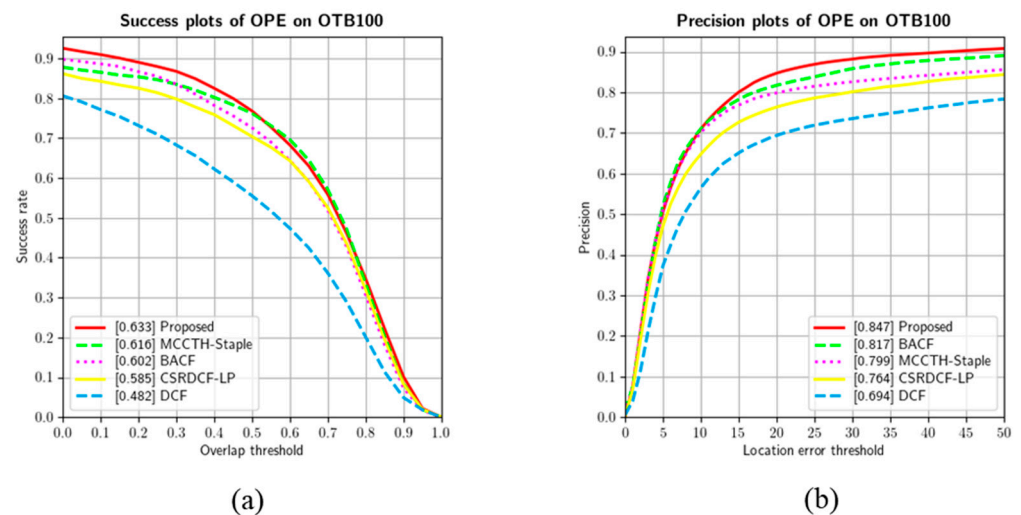 Success plots of OPE on OTB100
Success rate
0.9
0.8
0.7
0.6
0.5
0.4
0.3
0.2
0.1
0.0
[0.633] Proposed
[0.616] MCCTH-Staple
[0.602] BACF
[0.585] CSRDCF-LP
[0.482] DCF
0.0 0.1 0.2 0.3 0.4 0.5 0.6 0.7 0.8 0.9 1.0
Overlap threshold
(a)
Precision plots of OPE on OTB100
Precision
0.9
0.8
0.7
0.6
0.5
0.4
0.3
0.2
0.1
0.0
[0.847] Proposed
[0.817] BACF
[0.799] MCCTH-Staple
[0.764] CSRDCF-LP
[0.694] DCF
0 5 10 15 20 25 30 35 40 45 50
Location error threshold
(b)